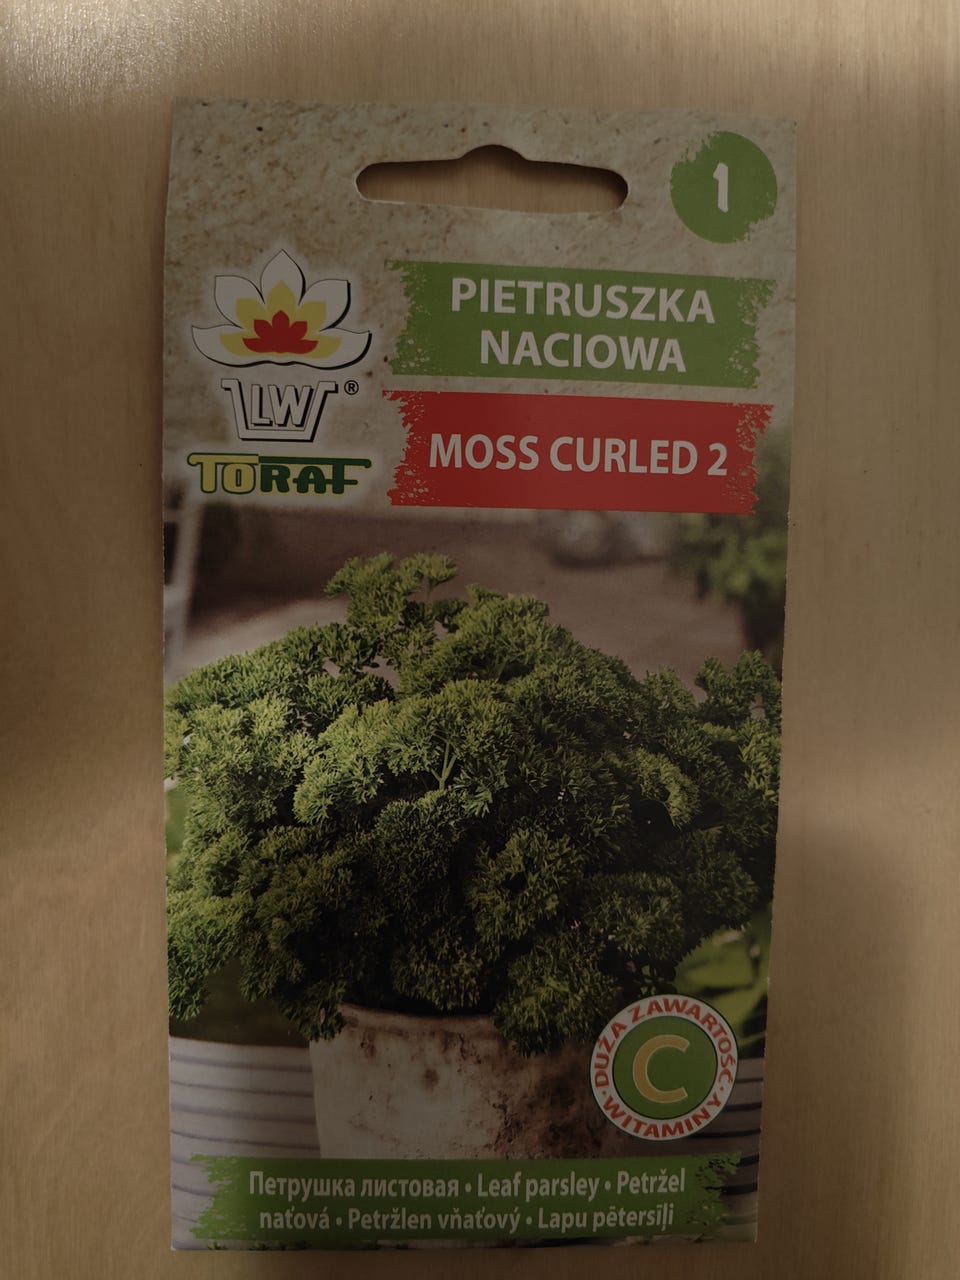 1
PIETRUSZKA
NACIOWA
MOSS CURLED 2
LW®
TORAF
DUŻA ZAWARTOŚĆ
C
WITAMINY
Петрушка листовая • Leaf parsley • Petržel
naťová • Petržlen vňaťový • Lapu pētersīļi